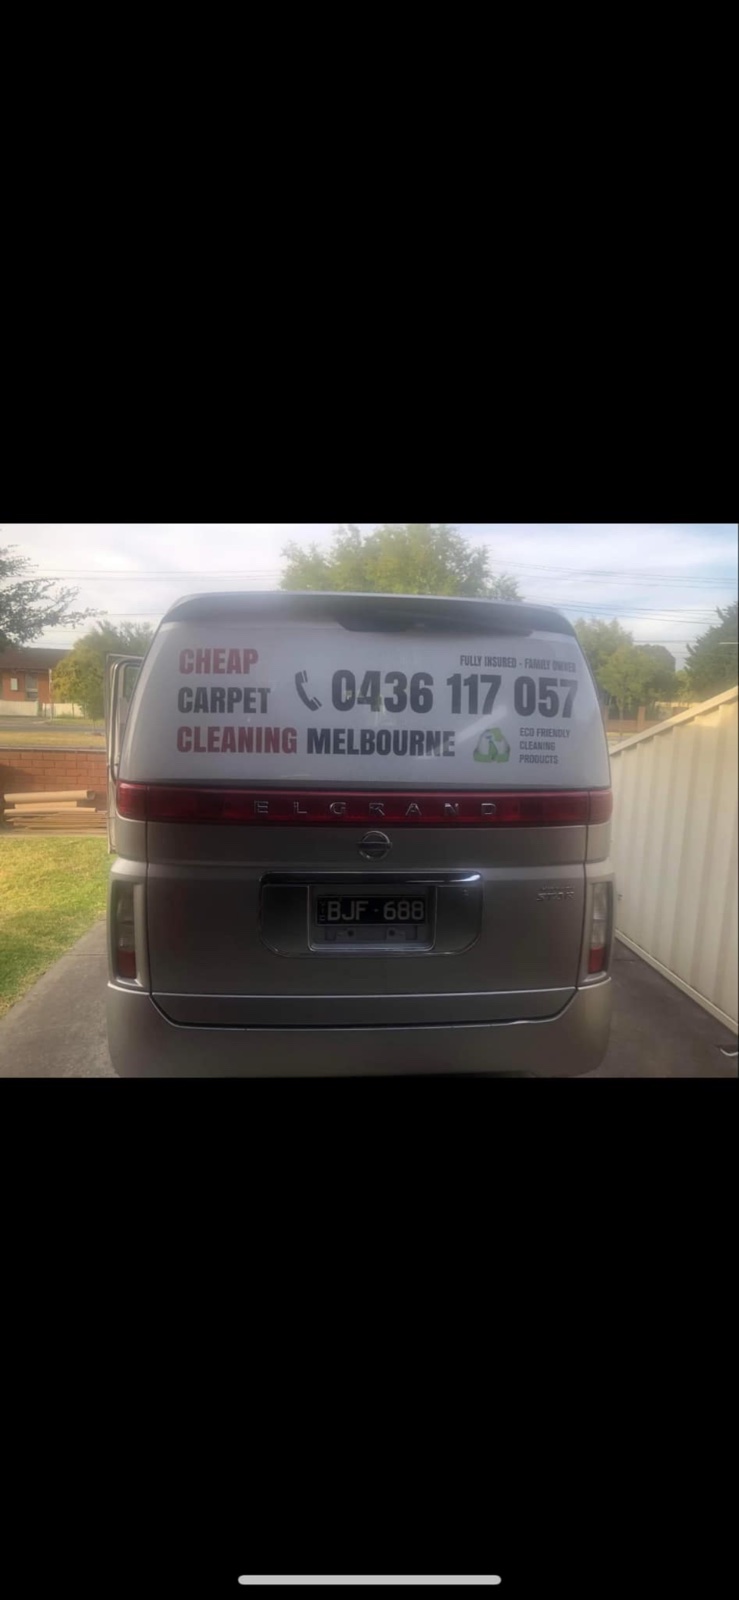 CHEAP
CARPET
CLEANING MELBOURNE
0436 117 057
FULLY INSURED - FAMILY OWNED
ECO FRIENDLY
CLEANING
PRODUCTS
ELGRAND
BJF-688